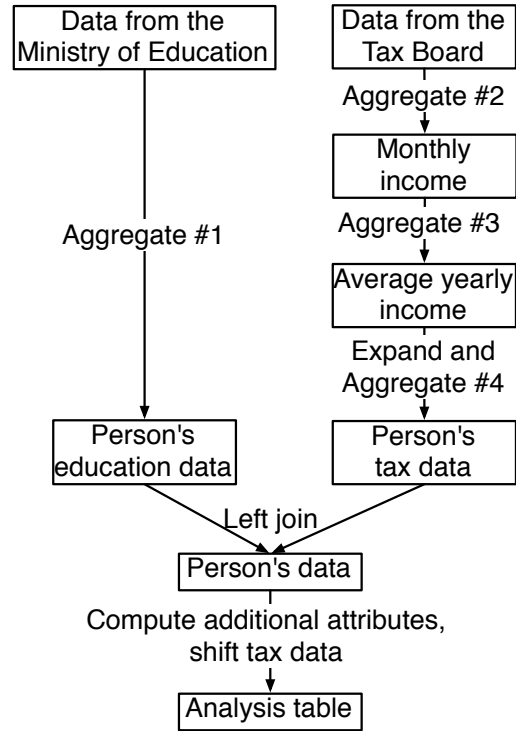 Data from the
Ministry of Education
Data from the
Tax Board
Aggregate #2
Monthly
income
Aggregate #1
Aggregate #3
Average yearly
income
Expand and
Aggregate #4
Person's
education data
Person's
tax data
Left join
Person's data
Compute additional attributes,
shift tax data
Analysis table